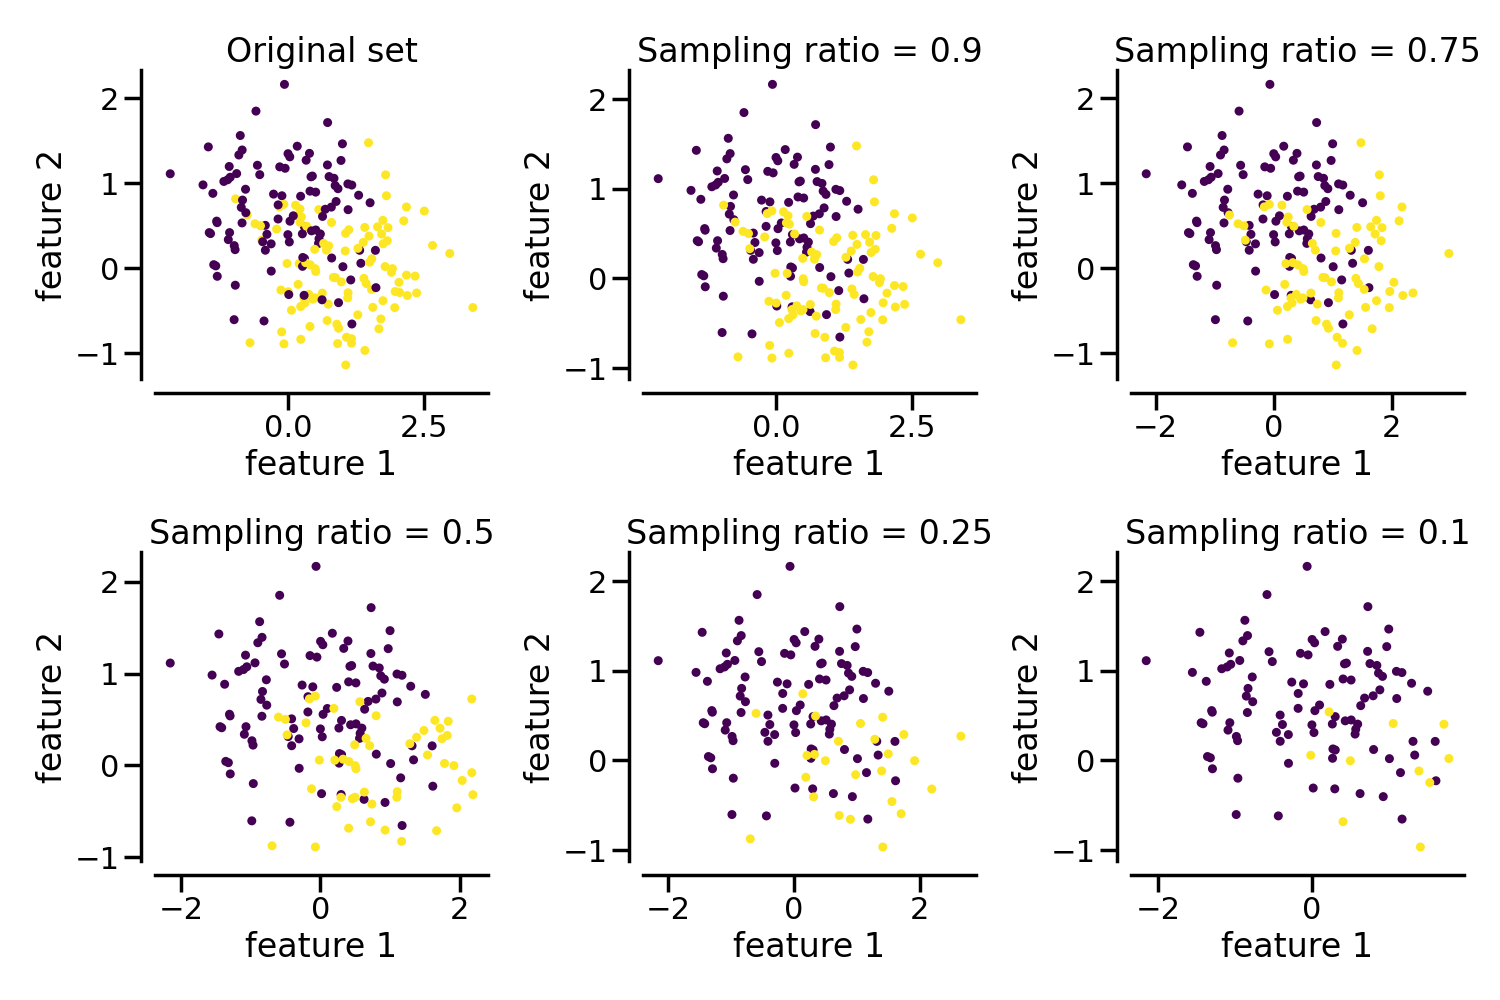 Original set
Sampling ratio = 0.9
Sampling ratio = 0.75
feature 2
2
1
0
−1
0.0
2.5
feature 1
feature 2
2
1
0
−1
0.0
2.5
feature 1
feature 2
2
1
0
−1
−2
0
2
feature 1
Sampling ratio = 0.5
Sampling ratio = 0.25
Sampling ratio = 0.1
feature 2
2
1
0
−1
−2
0
2
feature 1
feature 2
2
1
0
−1
−2
0
2
feature 1
feature 2
2
1
0
−1
−2
0
feature 1